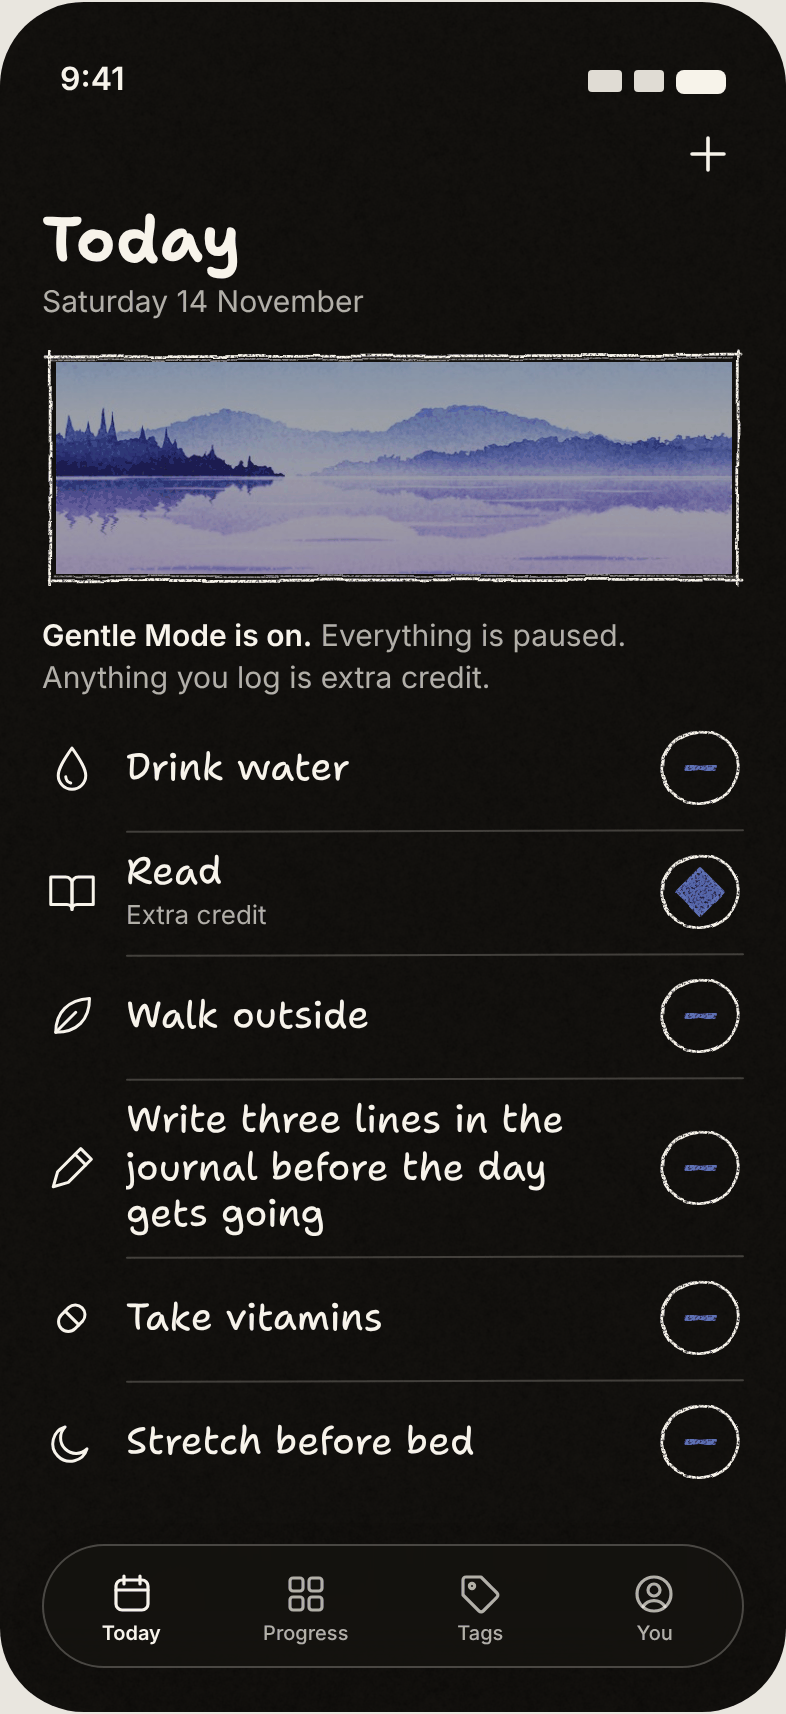 9:41
Today
Saturday 14 November
Gentle Mode is on. Everything is paused.
Anything you log is extra credit.
Drink water
Read
Extra credit
Walk outside
Write three lines in the
journal before the day
gets going
Take vitamins
Stretch before bed
Today
Progress
Tags
You